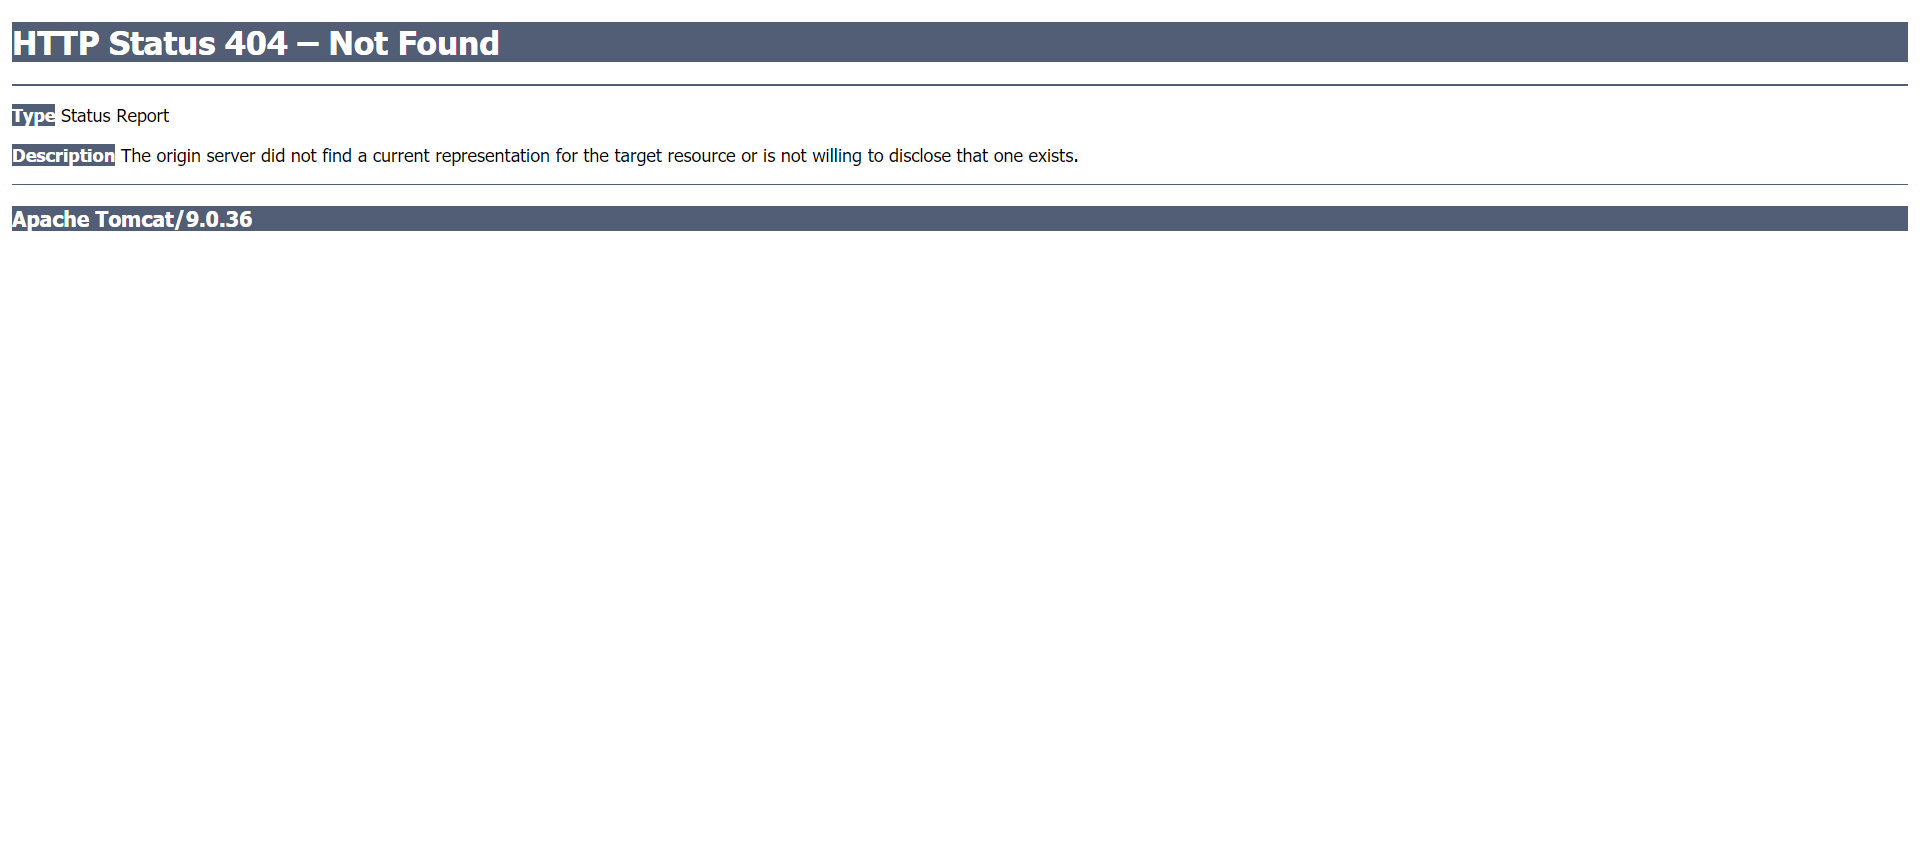 HTTP Status 404 – Not Found
Type Status Report
Description The origin server did not find a current representation for the target resource or is not willing to disclose that one exists.
Apache Tomcat/9.0.36